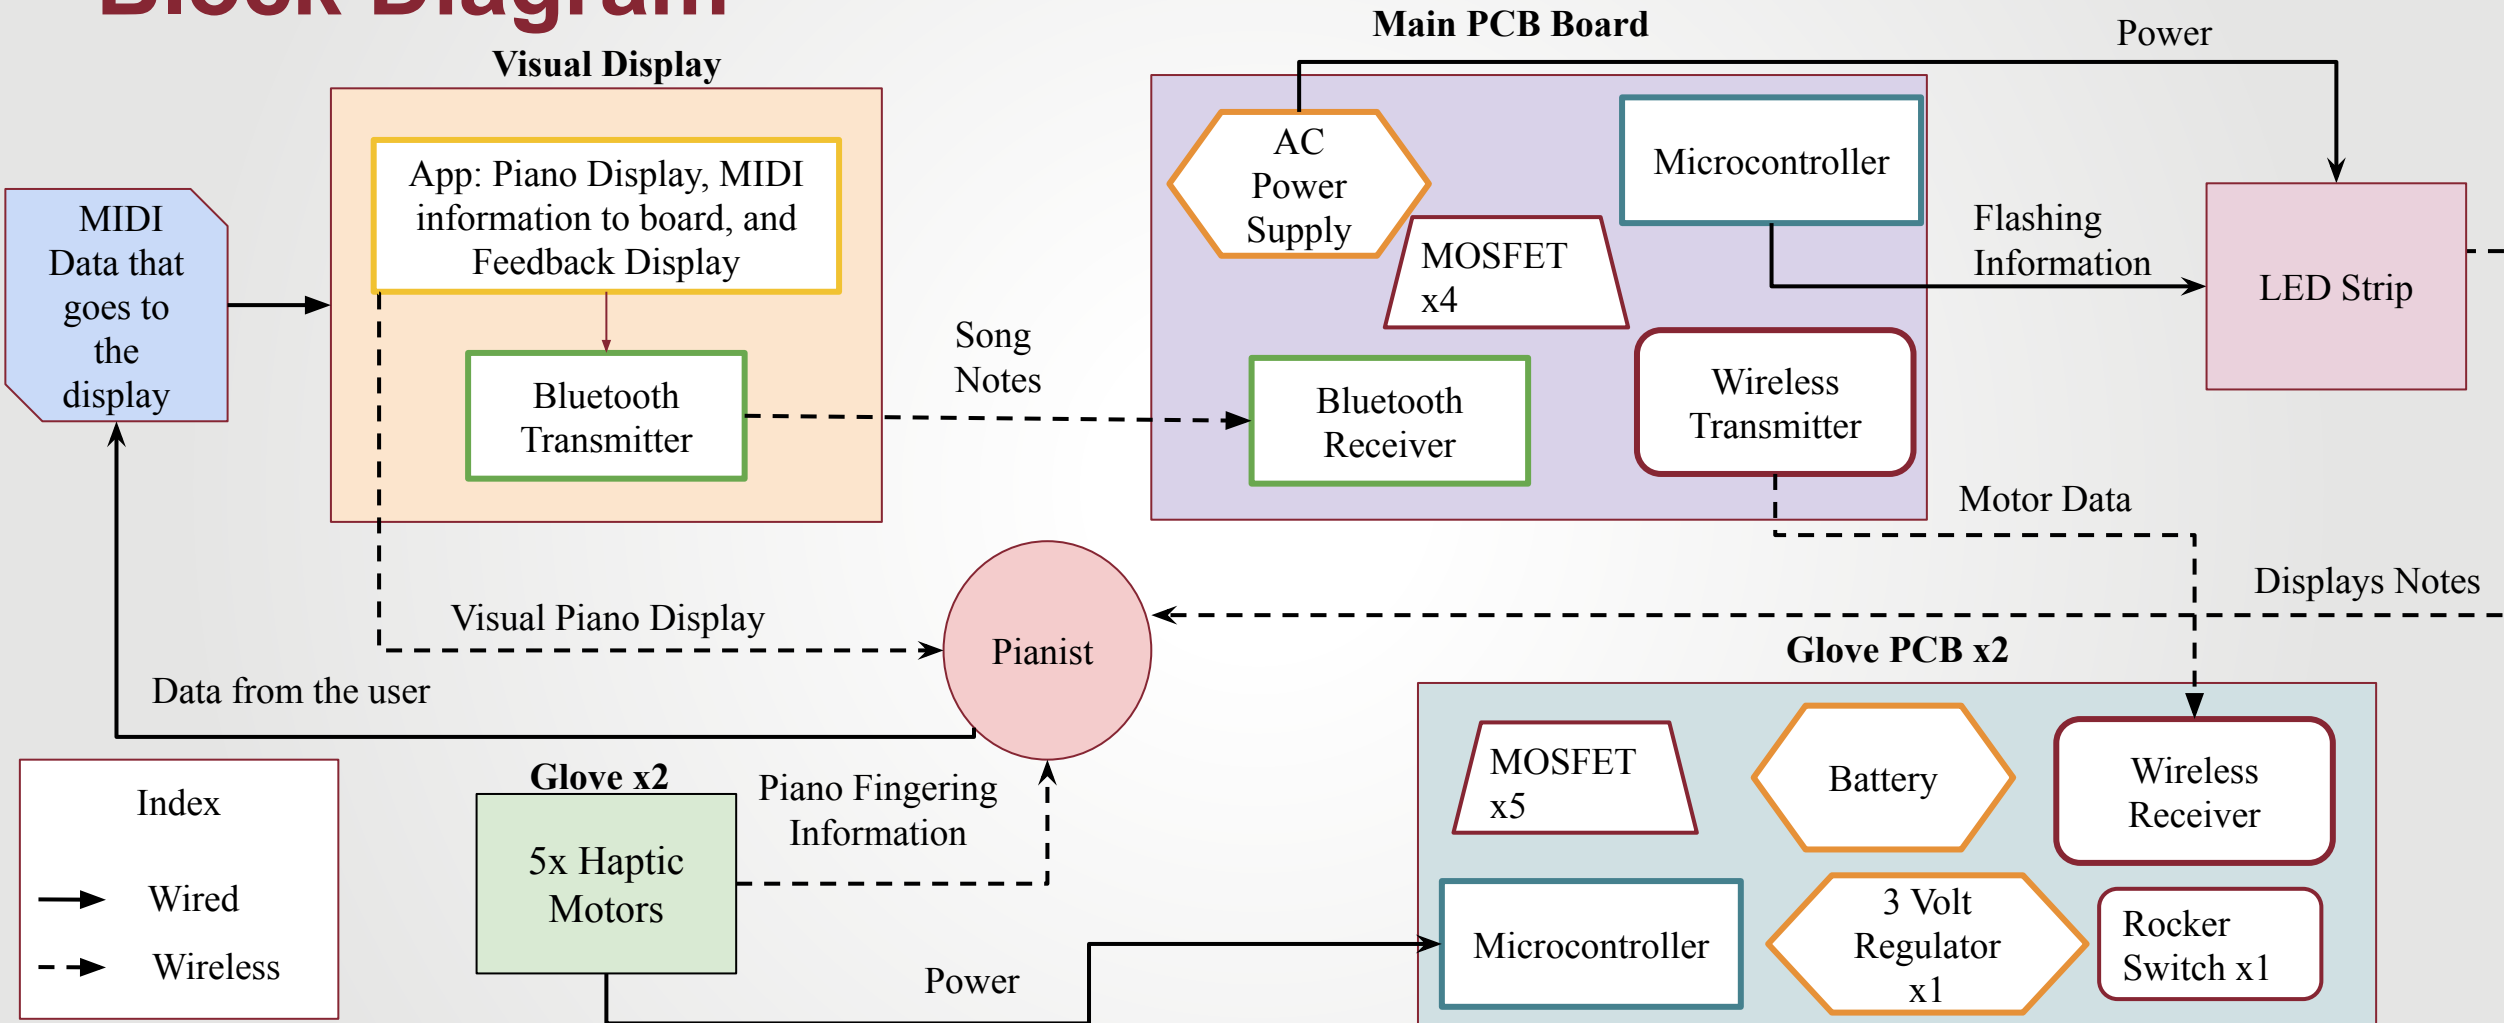 Block Diagram
Visual Display
Main PCB Board
Power
App: Piano Display, MIDI
information to board, and
Feedback Display
Bluetooth
Transmitter
MIDI
Data that
goes to
the
display
Song
Notes
AC
Power
Supply
Microcontroller
MOSFET
x4
Bluetooth
Receiver
Wireless
Transmitter
Flashing
Information
LED Strip
Motor Data
Displays Notes
Visual Piano Display
Pianist
Data from the user
Glove PCB x2
MOSFET
x5
Battery
Wireless
Receiver
Microcontroller
3 Volt
Regulator
x1
Rocker
Switch x1
Index
Wired
Wireless
Glove x2
5x Haptic
Motors
Piano Fingering
Information
Power